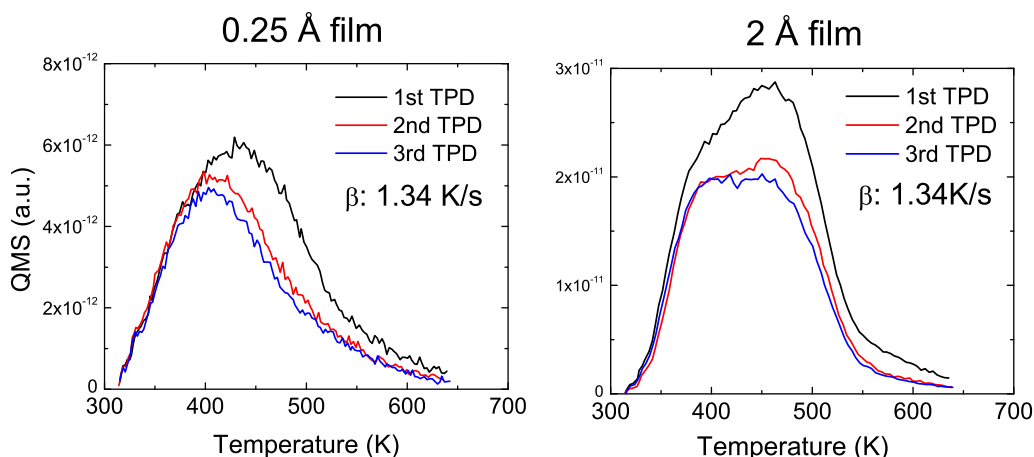 0.25 Å film
8x10⁻¹²
6x10⁻¹²
4x10⁻¹²
2x10⁻¹²
0
QMS (a.u.)
1st TPD
2nd TPD
3rd TPD
β: 1.34 K/s
300 400 500 600 700
Temperature (K)
2 Å film
3x10⁻¹¹
2x10⁻¹¹
1x10⁻¹¹
0
1st TPD
2nd TPD
3rd TPD
β: 1.34K/s
300 400 500 600 700
Temperature (K)